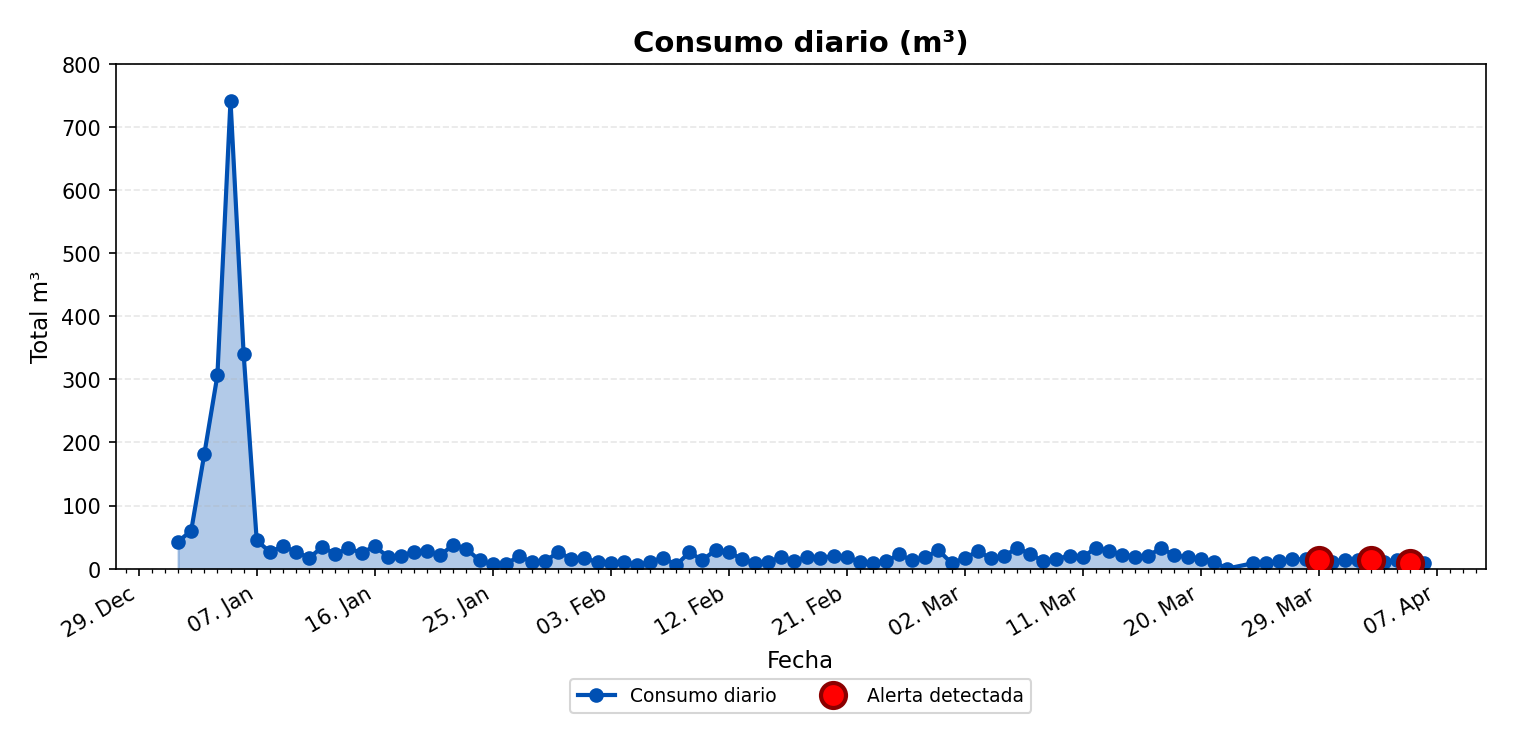 Consumo diario (m³)
Total m³
800
700
600
500
400
300
200
100
0
29. Dec
07. Jan
16. Jan
25. Jan
03. Feb
12. Feb
21. Feb
02. Mar
11. Mar
20. Mar
29. Mar
07. Apr
Fecha
Consumo diario
Alerta detectada